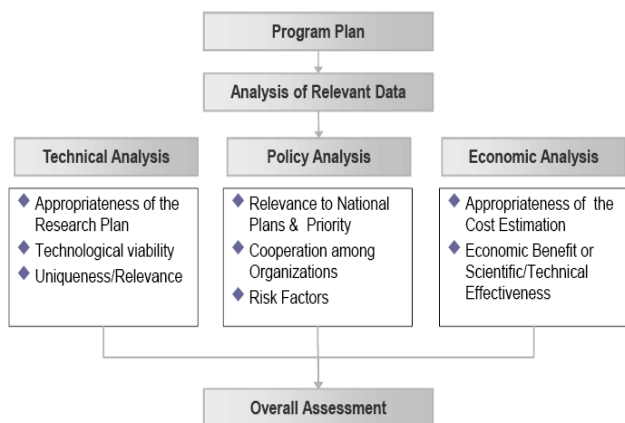 Program Plan
Analysis of Relevant Data
Technical Analysis
◆ Appropriateness of the
Research Plan
◆ Technological viability
◆ Uniqueness/Relevance
Policy Analysis
◆ Relevance to National
Plans & Priority
◆ Cooperation among
Organizations
◆ Risk Factors
Economic Analysis
◆ Appropriateness of the
Cost Estimation
◆ Economic Benefit or
Scientific/Technical
Effectiveness
Overall Assessment